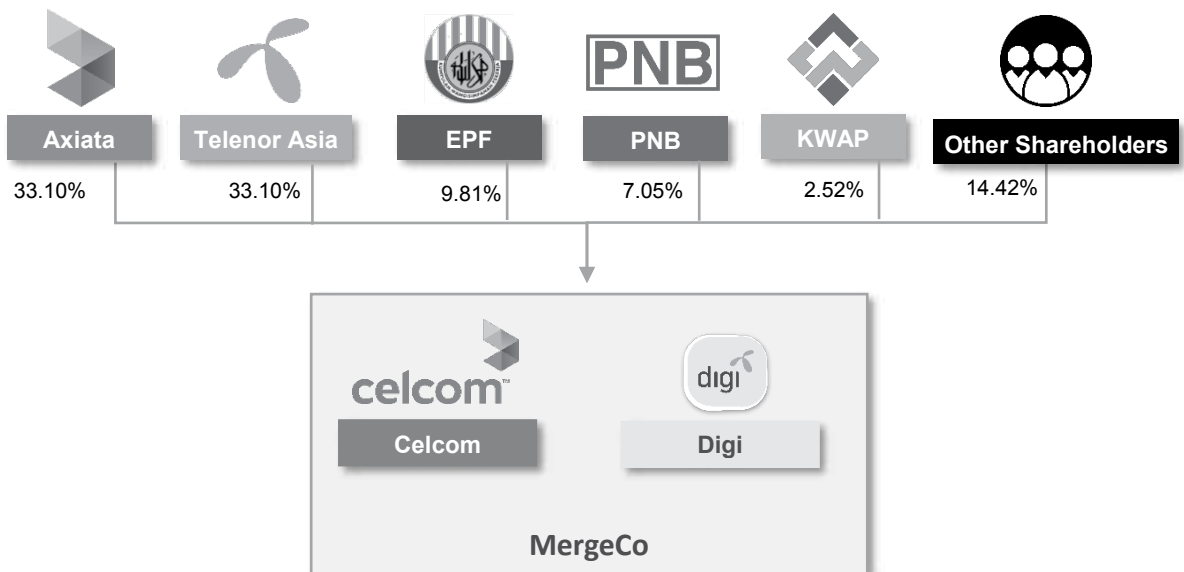 PNB
Axiata
Telenor Asia
EPF
PNB
KWAP
Other Shareholders
33.10%
33.10%
9.81%
7.05%
2.52%
14.42%
celcom™
digi
Celcom
Digi
MergeCo